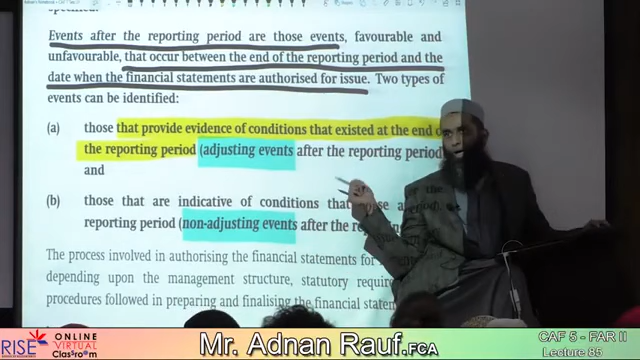 specified.
Events after the reporting period are those events, favourable and
unfavourable, that occur between the end of the reporting period and the
date when the financial statements are authorised for issue. Two types of
events can be identified:
(a) those that provide evidence of conditions that existed at the end o
the reporting period (adjusting events after the reporting period
and
(b) those that are indicative of conditions that
reporting period (non-adjusting events after the
The process involved in authorising the financial statements
depending upon the management structure, statutory
procedures followed in preparing and finalising the financial
RISE
ONLINE
VIRTUAL
Classroom
Mr. Adnan Rauf.FCA
CAF 5 - FAR II
Lecture 85